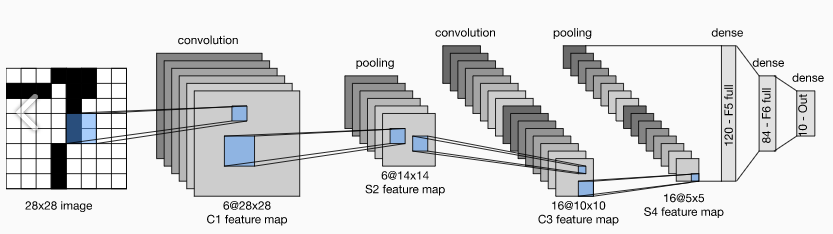 convolution
28x28 image
6@28x28
C1 feature map
pooling
6@14x14
S2 feature map
convolution
16@10x10
C3 feature map
pooling
16@5x5
S4 feature map
dense
120 - F5 full
dense
84 - F6 full
dense
10 - Out